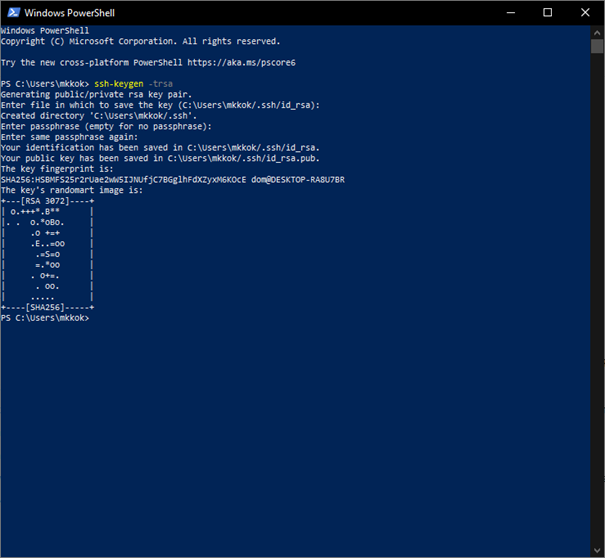 Windows PowerShell
Windows PowerShell
Copyright (C) Microsoft Corporation. All rights reserved.
Try the new cross-platform PowerShell https://aka.ms/pscore6
PS C:\Users\mkkok> ssh-keygen -trsa
Generating public/private rsa key pair.
Enter file in which to save the key (C:\Users\mkkok/.ssh/id_rsa):
Created directory 'C:\Users\mkkok/.ssh'.
Enter passphrase (empty for no passphrase):
Enter same passphrase again:
Your identification has been saved in C:\Users\mkkok/.ssh/id_rsa.
Your public key has been saved in C:\Users\mkkok/.ssh/id_rsa.pub.
The key fingerprint is:
SHA256:HSBMFS25r2rUae2wW5IJNUfjC7BGglhFdXZyxM6KOcE dom@DESKTOP-RA8U7BR
The key's randomart image is:
+---[RSA 3072]----+
| o.+++*.B**      |
|. .  o.*oBo.     |
|     .o +=+      |
|     .E..=oo     |
|      .=S=o      |
|      =.*oo      |
|     . o+=.      |
|      . oo.      |
|     .....       |
+----[SHA256]-----+
PS C:\Users\mkkok>